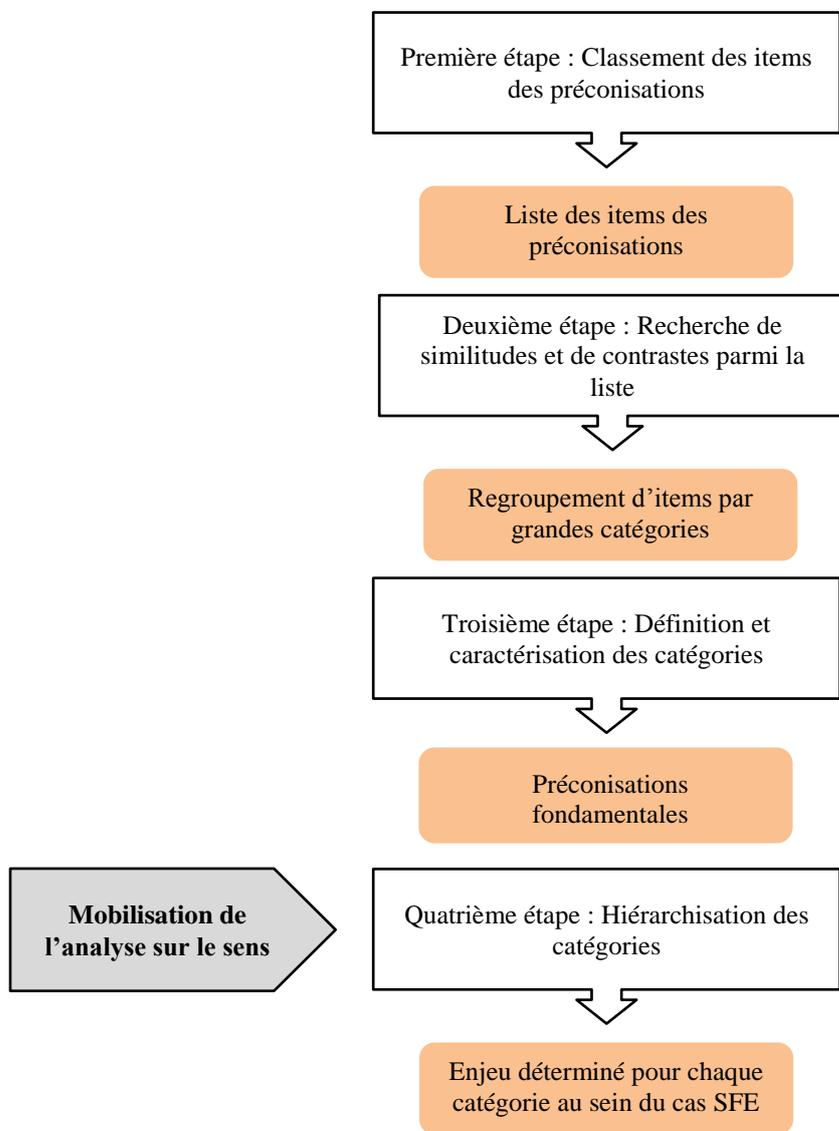 Première étape : Classement des items
des préconisations
Liste des items des
préconisations
Deuxième étape : Recherche de
similitudes et de contrastes parmi la
liste
Regroupement d’items par
grandes catégories
Troisième étape : Définition et
caractérisation des catégories
Préconisations
fondamentales
Mobilisation de
l’analyse sur le sens
Quatrième étape : Hiérarchisation des
catégories
Enjeu déterminé pour chaque
catégorie au sein du cas SFE